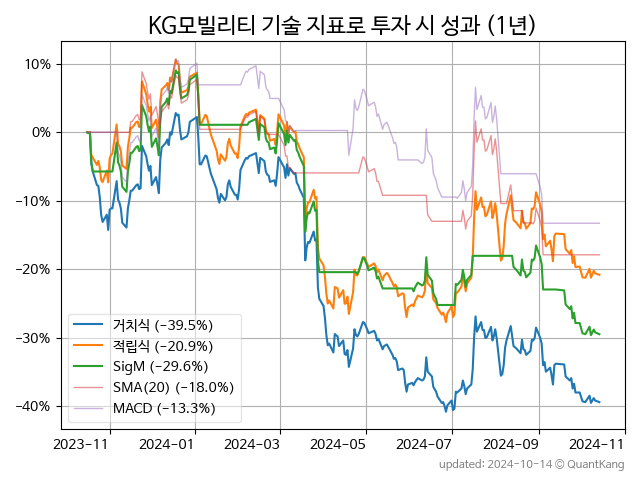 KG모빌리티 기술 지표로 투자 시 성과 (1년)
10%
0%
−10%
−20%
−30%
−40%
거치식 (−39.5%)
적립식 (−20.9%)
SigM (−29.6%)
SMA(20) (−18.0%)
MACD (−13.3%)
2023−11 2024−01 2024−03 2024−05 2024−07 2024−09 2024−11
updated: 2024-10-14 © QuantKang